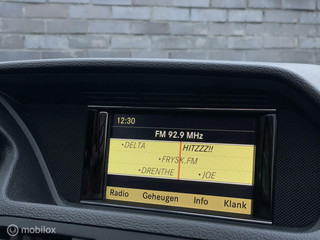 12:30
FM 92.9 MHz
•DELTA HITZZZ!!
•FRYSK.FM
DRENTHE• •JOE
Radio Geheugen Info Klank
mobilox